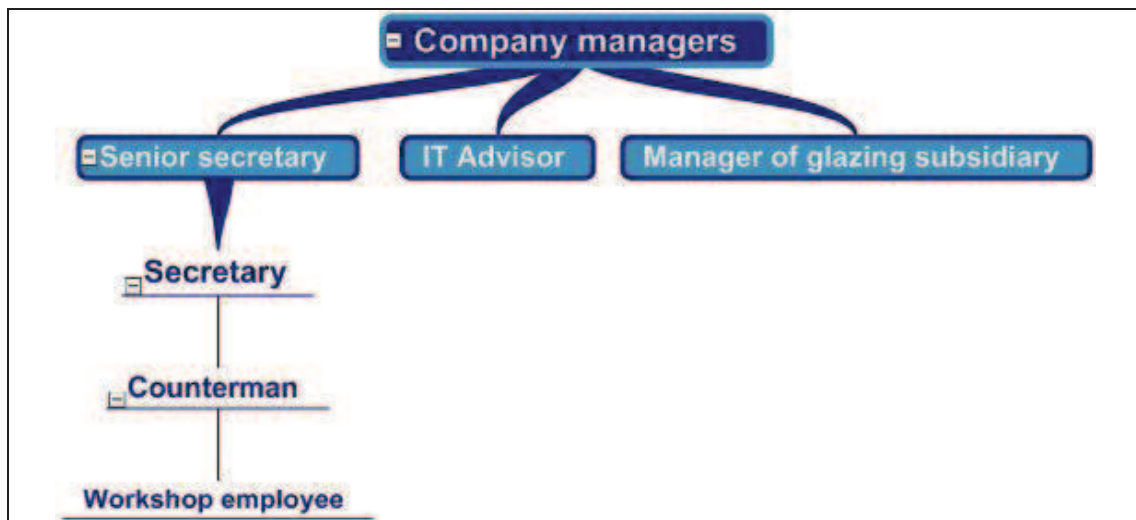 Company managers
Senior secretary
IT Advisor
Manager of glazing subsidiary
Secretary
Counterman
Workshop employee